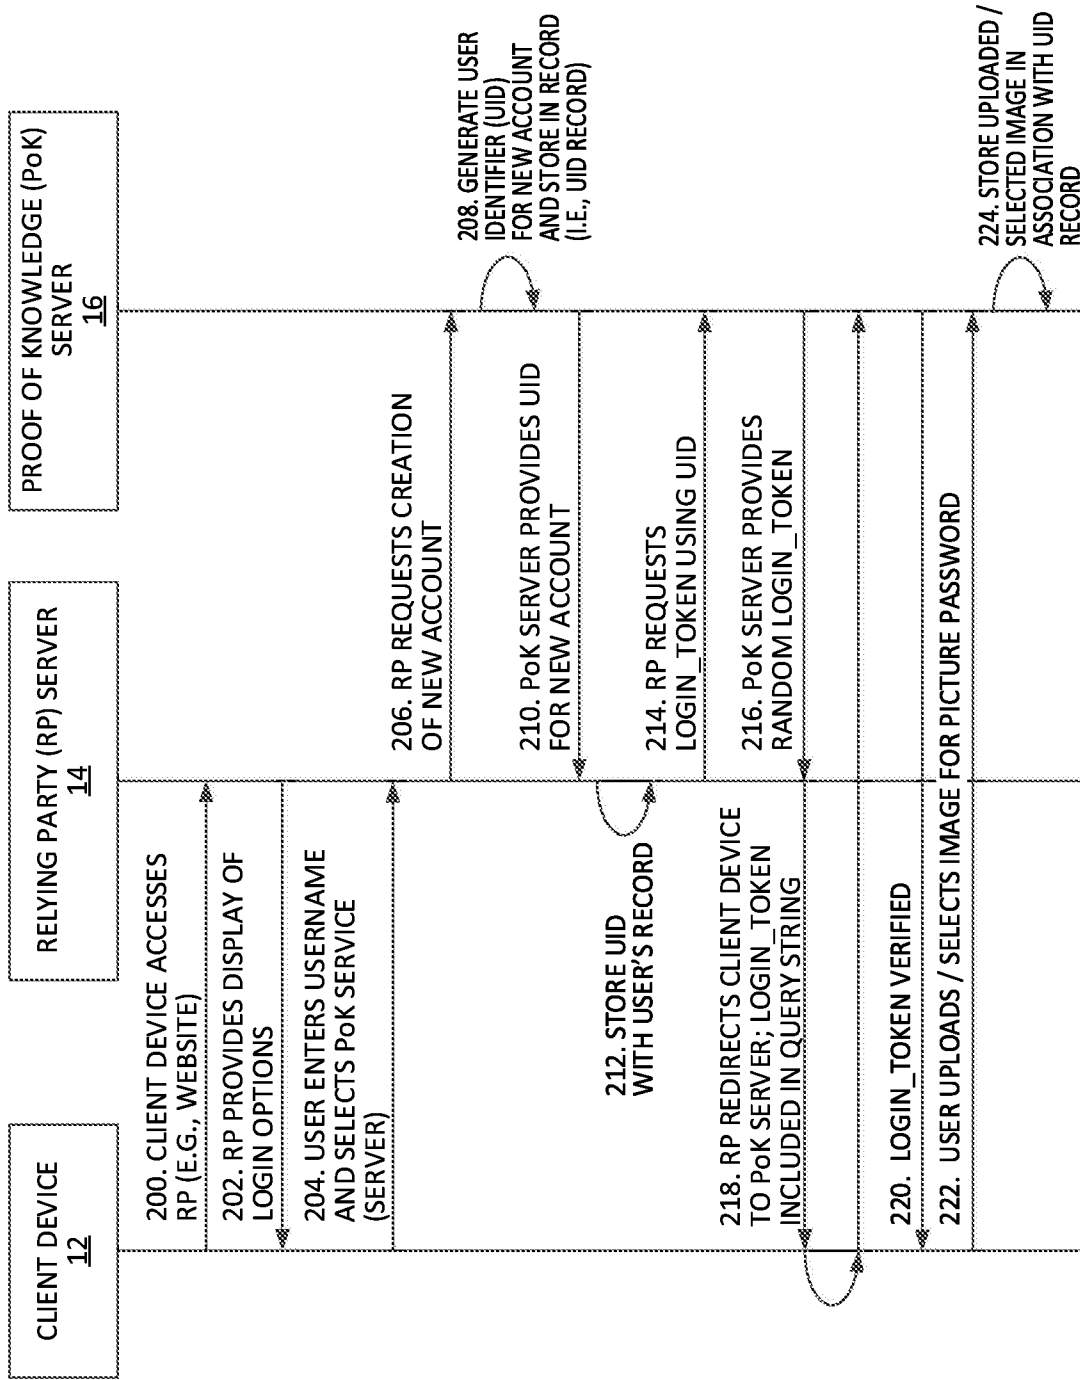 CLIENT DEVICE
12
RELYING PARTY (RP) SERVER
14
PROOF OF KNOWLEDGE (PoK)
SERVER
16
200. CLIENT DEVICE ACCESSES
RP (E.G., WEBSITE)
202. RP PROVIDES DISPLAY OF
LOGIN OPTIONS
204. USER ENTERS USERNAME
AND SELECTS PoK SERVICE
(SERVER)
206. RP REQUESTS CREATION
OF NEW ACCOUNT
208. GENERATE USER
IDENTIFIER (UID)
FOR NEW ACCOUNT
AND STORE IN RECORD
(I.E., UID RECORD)
210. PoK SERVER PROVIDES UID
FOR NEW ACCOUNT
212. STORE UID
WITH USER'S RECORD
214. RP REQUESTS
LOGIN_TOKEN USING UID
216. PoK SERVER PROVIDES
RANDOM LOGIN_TOKEN
218. RP REDIRECTS CLIENT DEVICE
TO PoK SERVER; LOGIN_TOKEN
INCLUDED IN QUERY STRING
220. LOGIN_TOKEN VERIFIED
222. USER UPLOADS / SELECTS IMAGE FOR PICTURE PASSWORD
224. STORE UPLOADED /
SELECTED IMAGE IN
ASSOCIATION WITH UID
RECORD